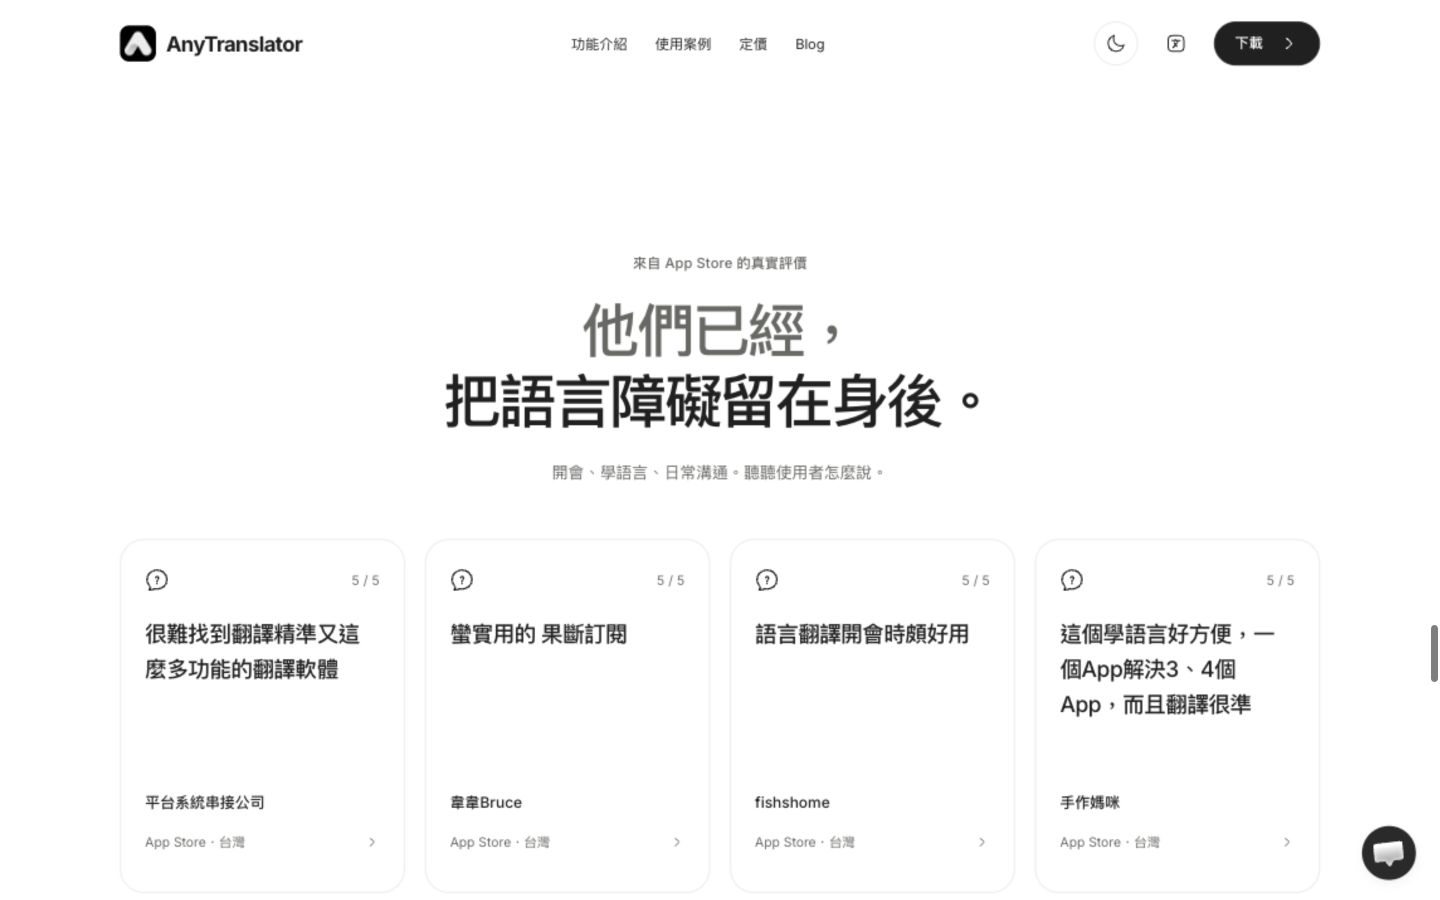 AnyTranslator
功能介紹
使用案例
定價
Blog
下載
來自 App Store 的真實評價
他們已經，
把語言障礙留在身後。
開會、學語言、日常溝通。聽聽使用者怎麼說。
5 / 5
很難找到翻譯精準又這
麼多功能的翻譯軟體
平台系統串接公司
App Store · 台灣
5 / 5
蠻實用的 果斷訂閱
韋韋Bruce
App Store · 台灣
5 / 5
語言翻譯開會時頗好用
fishshome
App Store · 台灣
5 / 5
這個學語言好方便，一
個App解決3、4個
App，而且翻譯很準
手作媽咪
App Store · 台灣